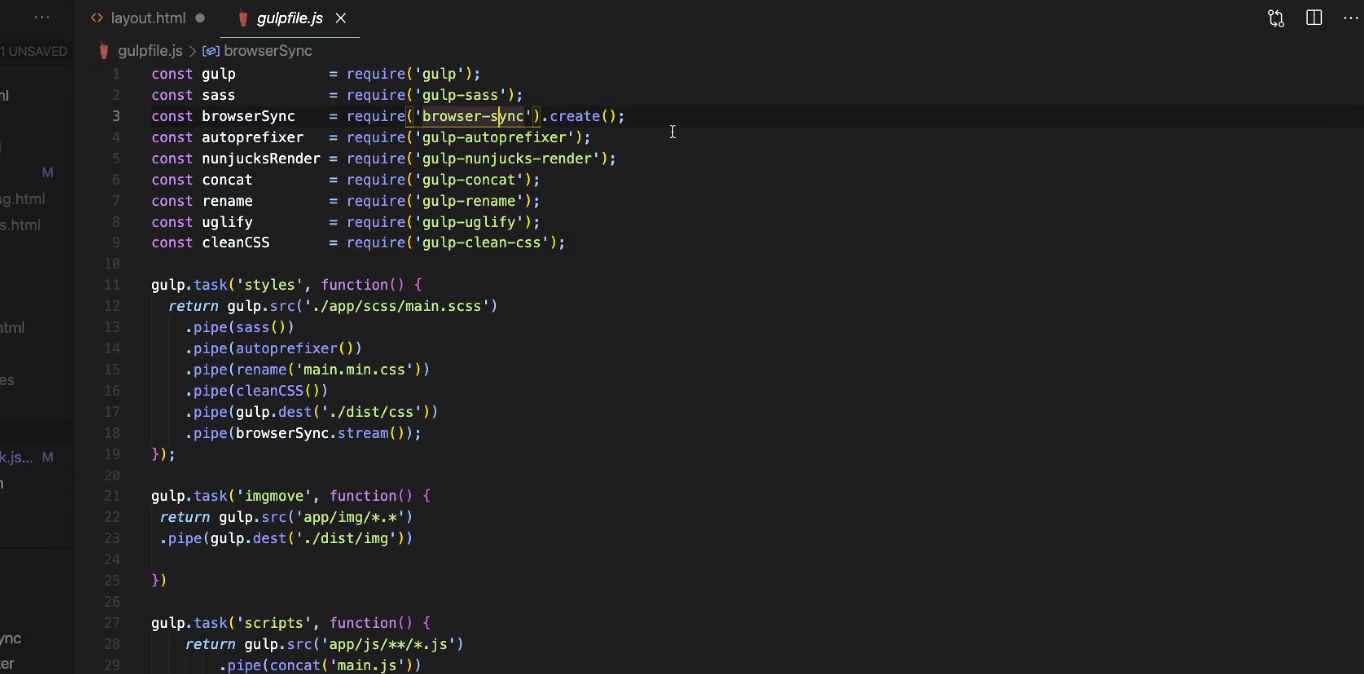 layout.html
gulpfile.js
1 UNSAVED
gulpfile.js > browserSync
1 const gulp = require('gulp');
2 const sass = require('gulp-sass');
3 const browserSync = require('browser-sync').create();
4 const autoprefixer = require('gulp-autoprefixer');
5 const nunjucksRender = require('gulp-nunjucks-render');
6 const concat = require('gulp-concat');
7 const rename = require('gulp-rename');
8 const uglify = require('gulp-uglify');
9 const cleanCSS = require('gulp-clean-css');
10
11 gulp.task('styles', function() {
12 return gulp.src('./app/scss/main.scss')
13 .pipe(sass())
14 .pipe(autoprefixer())
15 .pipe(rename('main.min.css'))
16 .pipe(cleanCSS())
17 .pipe(gulp.dest('./dist/css'))
18 .pipe(browserSync.stream());
19 });
20
21 gulp.task('imgmove', function() {
22 return gulp.src('app/img/*.*')
23 .pipe(gulp.dest('./dist/img'))
24
25 })
26
27 gulp.task('scripts', function() {
28 return gulp.src('app/js/**/*.js')
29 .pipe(concat('main.js'))
ml
M
g.html
s.html
html
es
k.js... M
n
ync
er